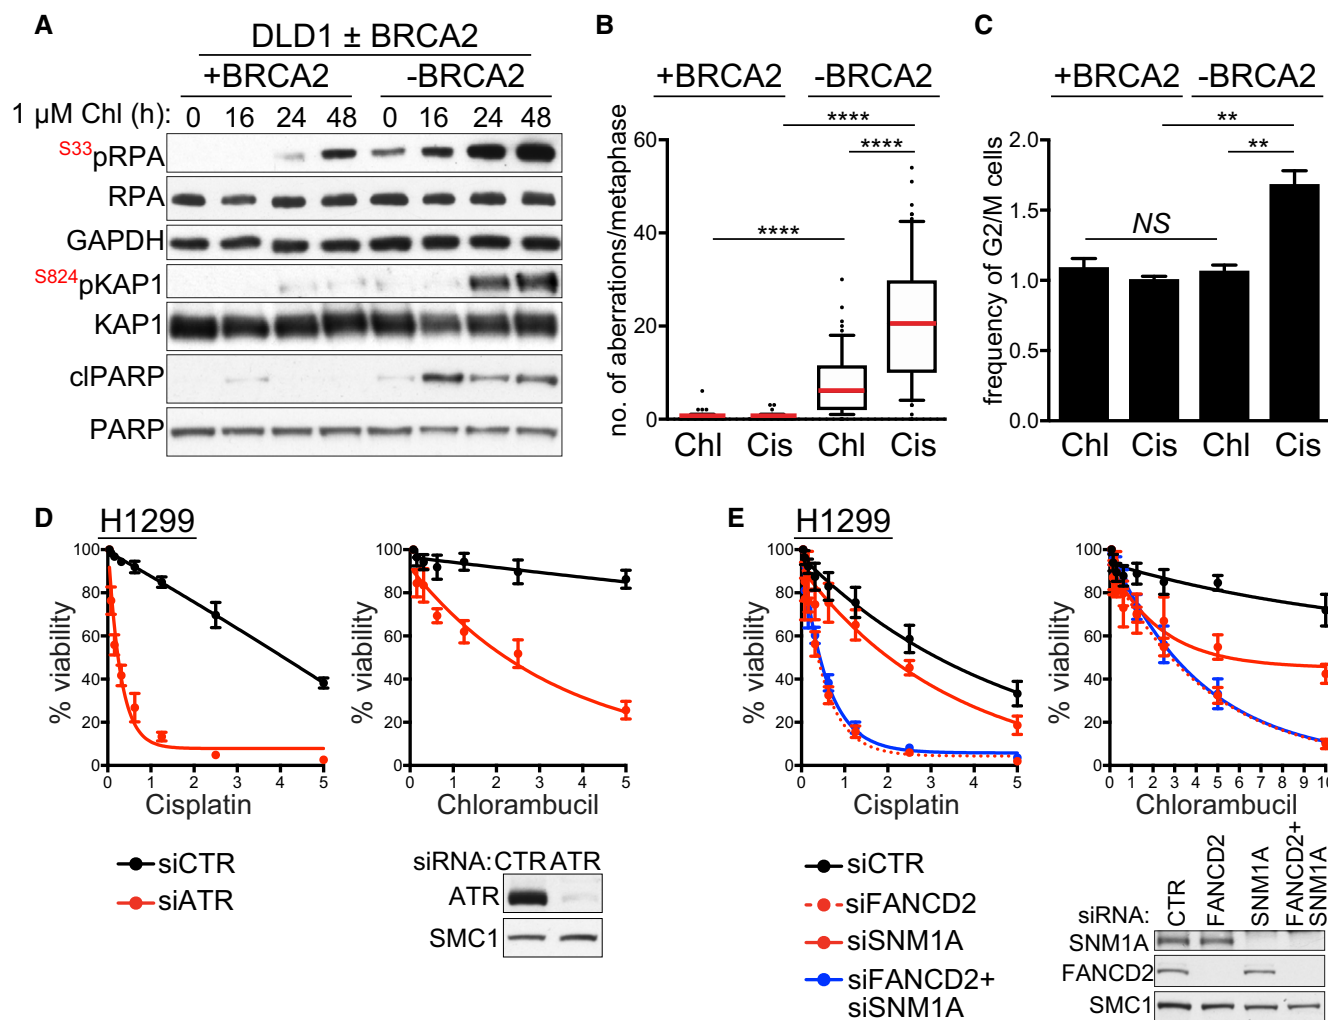 A
DLD1 ± BRCA2
+BRCA2 -BRCA2
1 µM Chl (h): 0 16 24 48 0 16 24 48
S33pRPA
RPA
GAPDH
S824pKAP1
KAP1
clPARP
PARP
B
+BRCA2 -BRCA2
****
****
****
no. of aberrations/metaphase
60
40
20
0
Chl Cis Chl Cis
C
+BRCA2 -BRCA2
**
**
NS
frequency of G2/M cells
2.0
1.5
1.0
0.5
0.0
Chl Cis Chl Cis
D
H1299
% viability
100
80
60
40
20
0
0 1 2 3 4 5
Cisplatin
% viability
100
80
60
40
20
0
0 1 2 3 4 5
Chlorambucil
siCTR
siATR
siRNA: CTR ATR
ATR
SMC1
E
H1299
% viability
100
80
60
40
20
0
0 1 2 3 4 5
Cisplatin
% viability
100
80
60
40
20
0
0 1 2 3 4 5 6 7 8 9 10
Chlorambucil
siCTR
siFANCD2
siSNM1A
siFANCD2+
siSNM1A
siRNA: CTR FANCD2 SNM1A FANCD2+
SNM1A
SNM1A
FANCD2
SMC1